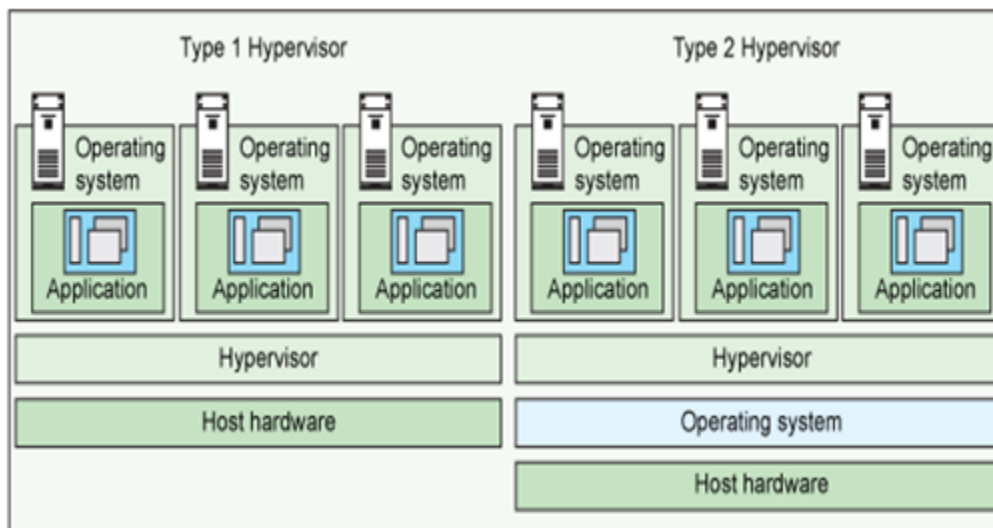 Type 1 Hypervisor
Operating
system
Application
Operating
system
Application
Operating
system
Application
Hypervisor
Host hardware
Type 2 Hypervisor
Operating
system
Application
Operating
system
Application
Operating
system
Application
Hypervisor
Operating system
Host hardware